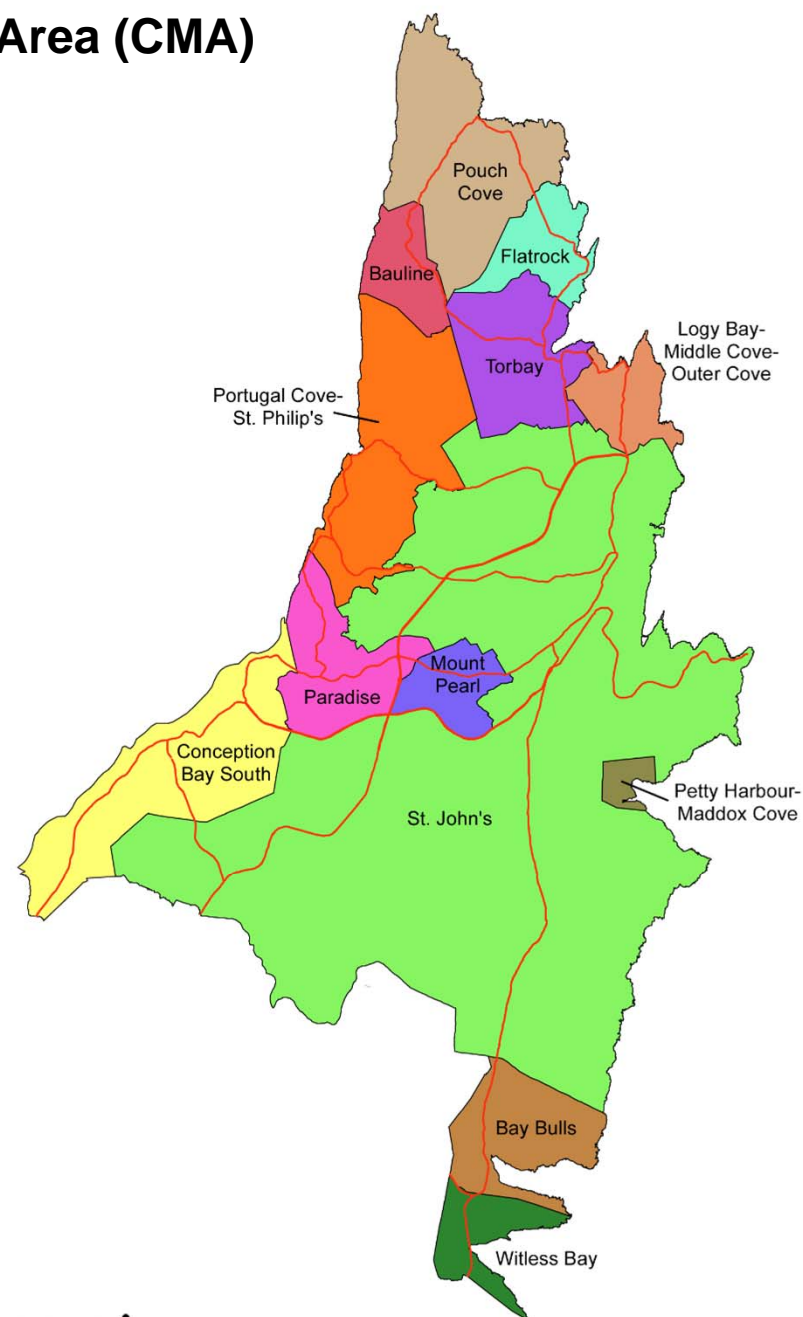 Area (CMA)
Pouch
Cove
Flatrock
Bauline
Logy Bay-
Middle Cove-
Outer Cove
Torbay
Portugal Cove-
St. Philip's
Mount
Pearl
Paradise
Conception
Bay South
Petty Harbour-
Maddox Cove
St. John's
Bay Bulls
Witless Bay